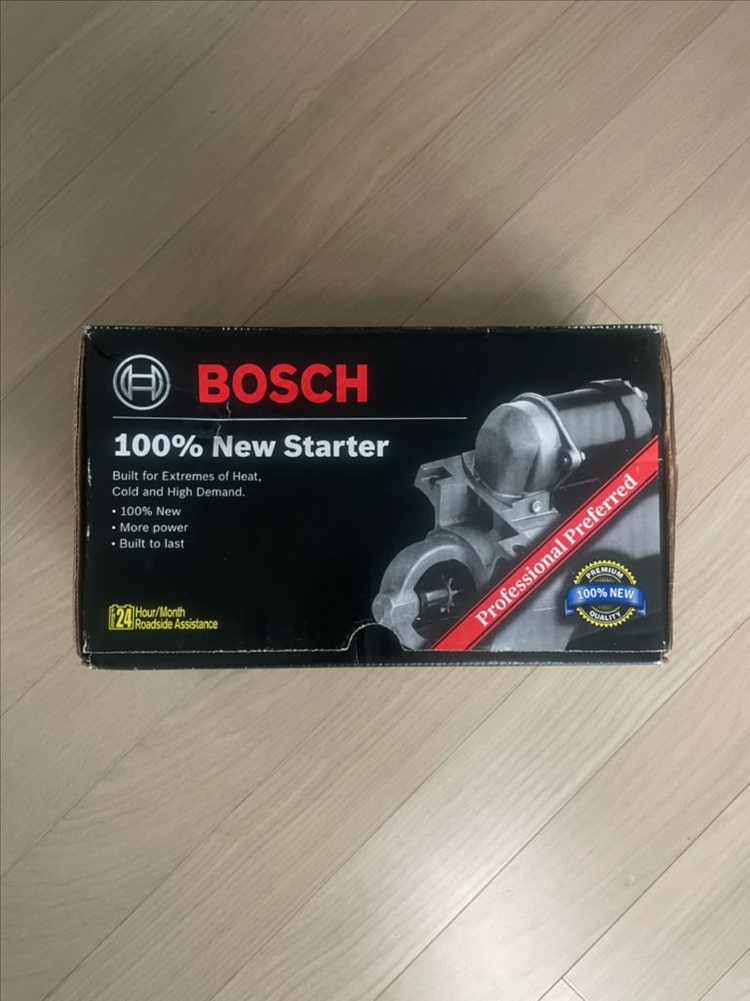 BOSCH
100% New Starter
Built for Extremes of Heat,
Cold and High Demand.
• 100% New
• More power
• Built to last
24 Hour/Month
Roadside Assistance
Professional Preferred
PREMIUM
100% NEW
QUALITY